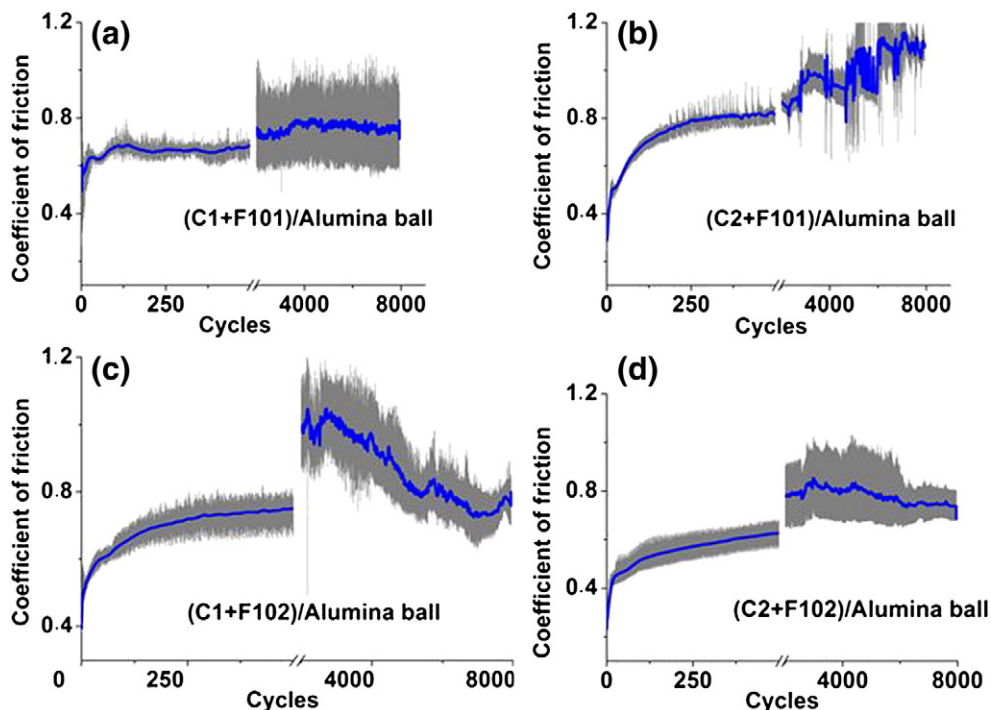 (a)
1.2
0.8
0.4
Coefficient of friction
(C1+F101)/Alumina ball
0 250 4000 8000
Cycles
(b)
1.2
0.8
0.4
Coefficient of friction
(C2+F101)/Alumina ball
0 250 4000 8000
Cycles
(c)
1.2
0.8
0.4
Coefficient of friction
(C1+F102)/Alumina ball
0 250 4000 8000
Cycles
(d)
1.2
0.8
0.4
Coefficient of friction
(C2+F102)/Alumina ball
0 250 4000 8000
Cycles